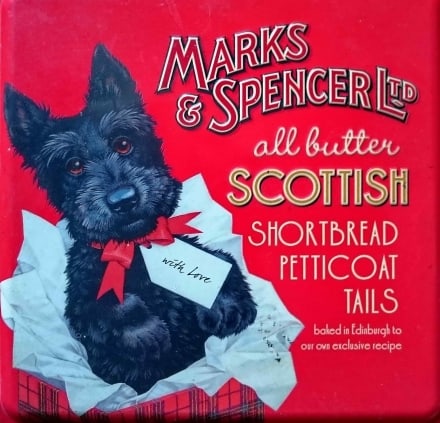 MARKS
& SPENCER LTD
all butter
SCOTTISH
SHORTBREAD
PETTICOAT
TAILS
with love
baked in Edinburgh to
our own exclusive recipe